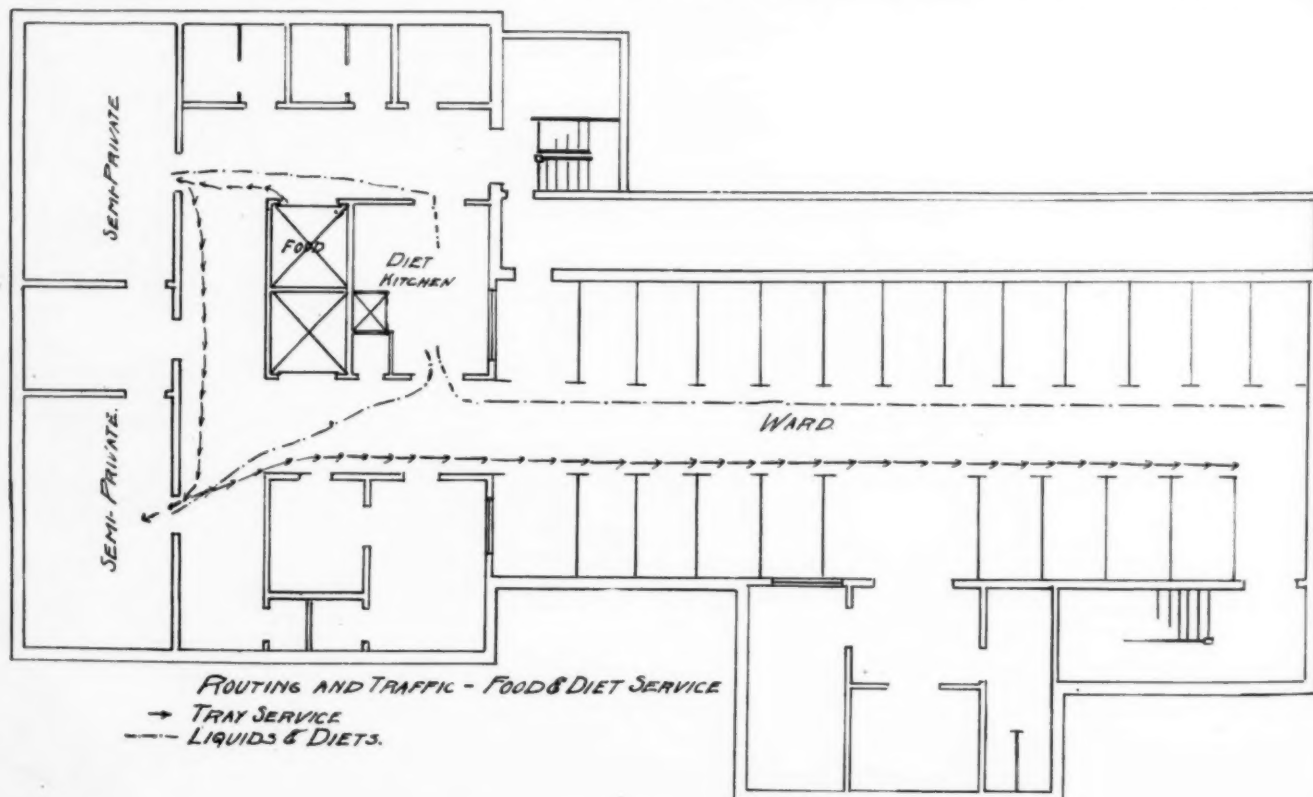 SEMI-PRIVATE
FOOD
DIET
KITCHEN
WARD.
SEMI-PRIVATE.
ROUTING AND TRAFFIC - FOOD & DIET SERVICE
TRAY SERVICE
LIQUIDS & DIETS.